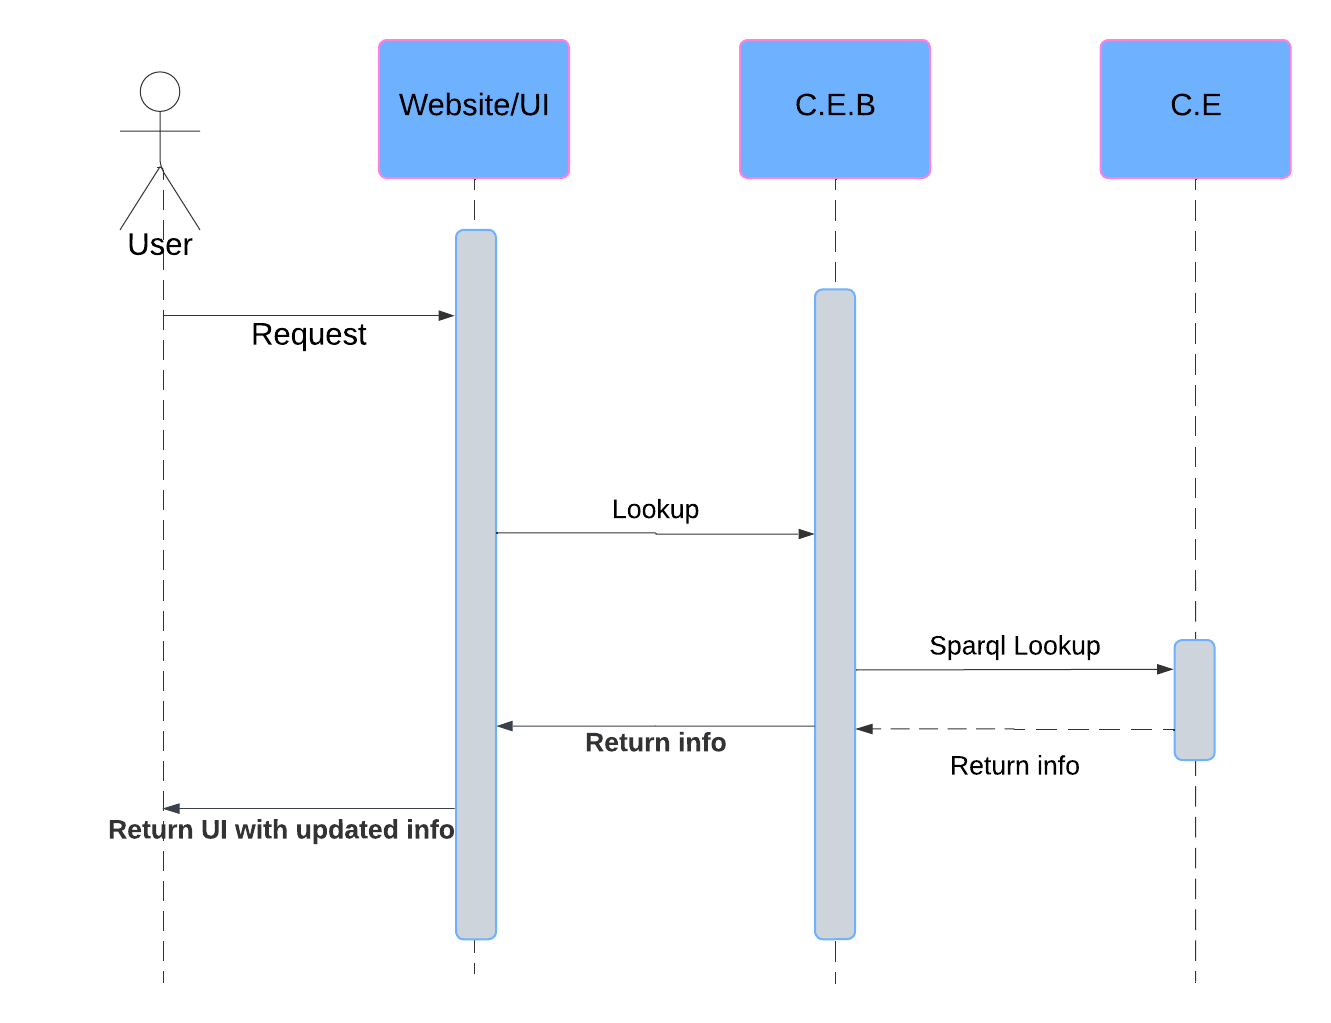 Website/UI
C.E.B
C.E
User
Request
Lookup
Sparql Lookup
Return info
Return info
Return UI with updated info